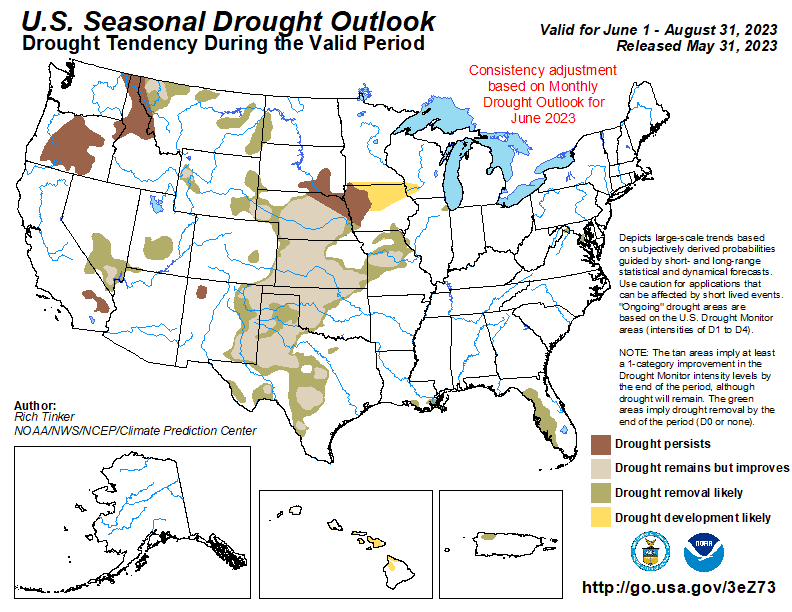 U.S. Seasonal Drought Outlook
Drought Tendency During the Valid Period
Valid for June 1 - August 31, 2023
Released May 31, 2023
Consistency adjustment
based on Monthly
Drought Outlook for
June 2023
Depicts large-scale trends based
on subjectively derived probabilities
guided by short- and long-range
statistical and dynamical forecasts.
Use caution for applications that
can be affected by short lived events.
"Ongoing" drought areas are
based on the U.S. Drought Monitor
areas (intensities of D1 to D4).
NOTE: The tan areas imply at least
a 1-category improvement in the
Drought Monitor intensity levels by
the end of the period, although
drought will remain. The green
areas imply drought removal by the
end of the period (D0 or none).
Author:
Rich Tinker
NOAA/NWS/NCEP/Climate Prediction Center
Drought persists
Drought remains but improves
Drought removal likely
Drought development likely
NOAA
http://go.usa.gov/3eZ73